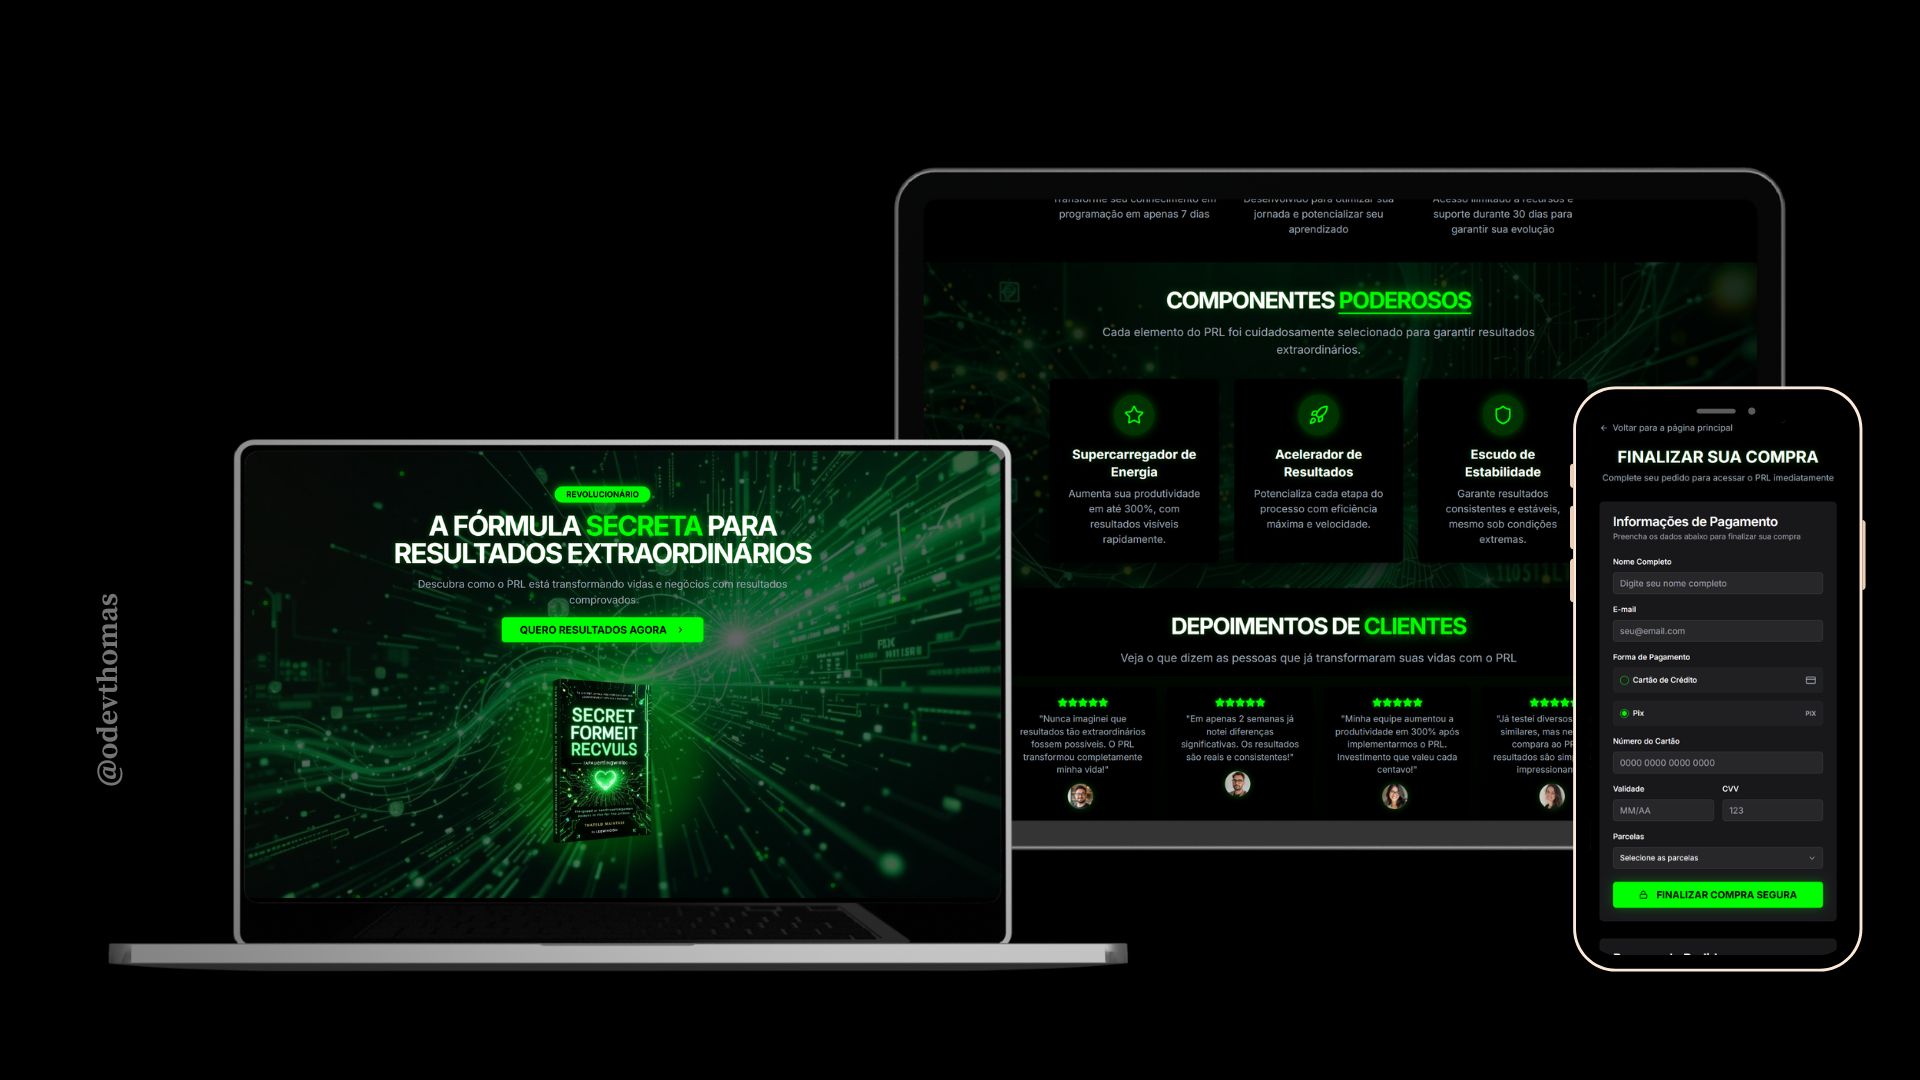 @odevthomas
REVOLUCIONÁRIO
A FÓRMULA SECRETA PARA
RESULTADOS EXTRAORDINÁRIOS
Descubra como o PRL está transformando vidas e negócios com resultados
comprovados.
QUERO RESULTADOS AGORA
SECRET
FORMEIT
RECVULS
Transforme seu conhecimento em
programação em apenas 7 dias
Desenvolvido para otimizar sua
jornada e potencializar seu
aprendizado
Acesso ilimitado a recursos e
suporte durante 30 dias para
garantir sua evolução
COMPONENTES PODEROSOS
Cada elemento do PRL foi cuidadosamente selecionado para garantir resultados
extraordinários.
Supercarregador de
Energia
Aumenta sua produtividade
em até 300%, com
resultados visíveis
rapidamente.
Acelerador de
Resultados
Potencializa cada etapa do
processo com eficiência
máxima e velocidade.
Escudo de
Estabilidade
Garante resultados
consistentes e estáveis,
mesmo sob condições
extremas.
DEPOIMENTOS DE CLIENTES
Veja o que dizem as pessoas que já transformaram suas vidas com o PRL
"Nunca imaginei que
resultados tão extraordinários
fossem possíveis. O PRL
transformou completamente
minha vida!"
"Em apenas 2 semanas já
notei diferenças
significativas. Os resultados
são reais e consistentes!"
"Minha equipe aumentou a
produtividade em 300% após
implementarmos o PRL.
Investimento que valeu cada
centavo!"
"Já testei diversos
similares, mas
compara ao
resultados são
Voltar para a página principal
FINALIZAR SUA COMPRA
Complete seu pedido para acessar o PRL imediatamente
Informações de Pagamento
Preencha os dados abaixo para finalizar sua compra
Nome Completo
Digite seu nome completo
E-mail
seu@email.com
Forma de Pagamento
Cartão de Crédito
Pix
PIX
Número do Cartão
0000 0000 0000 0000
Validade
CVV
MM/AA
123
Parcelas
Selecione as parcelas
FINALIZAR COMPRA SEGURA